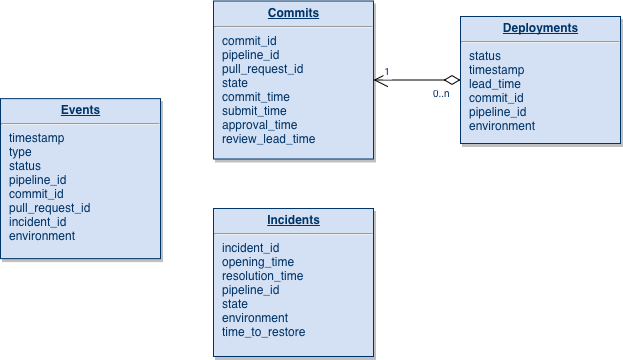 Commits
commit_id
pipeline_id
pull_request_id
state
commit_time
submit_time
approval_time
review_lead_time
1
0..n
Deployments
status
timestamp
lead_time
commit_id
pipeline_id
environment
Events
timestamp
type
status
pipeline_id
commit_id
pull_request_id
incident_id
environment
Incidents
incident_id
opening_time
resolution_time
pipeline_id
state
environment
time_to_restore